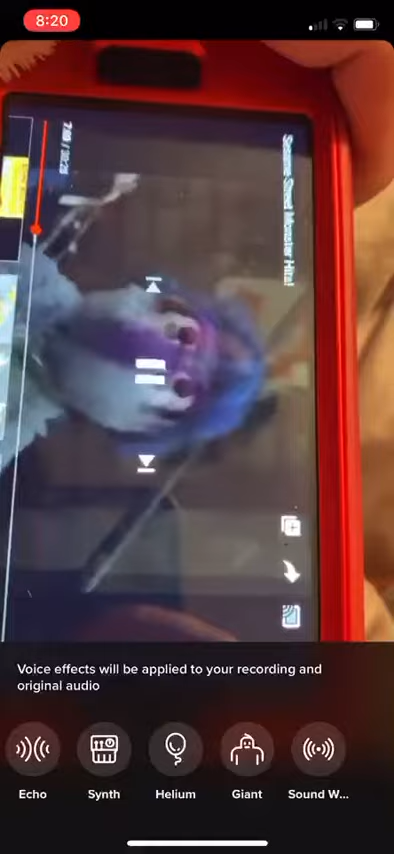 8:20
Sesame Street Monster Hits!
Voice effects will be applied to your recording and
original audio
Echo
Synth
Helium
Giant
Sound W...